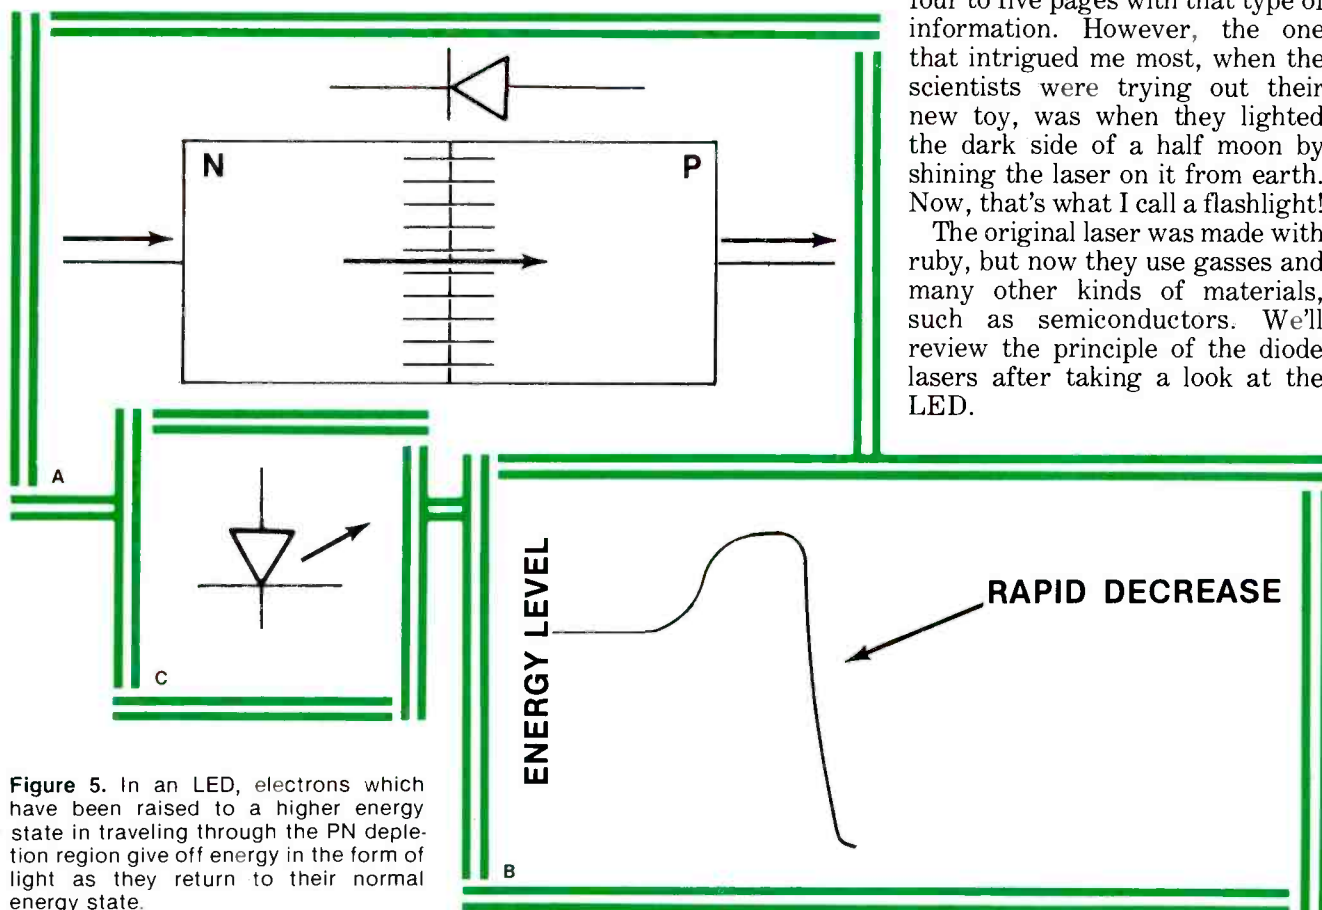 four to five pages with that type of
information. However, the one
that intrigued me most, when the
scientists were trying out their
new toy, was when they lighted
the dark side of a half moon by
shining the laser on it from earth.
Now, that's what I call a flashlight!
The original laser was made with
ruby, but now they use gasses and
many other kinds of materials,
such as semiconductors. We'll
review the principle of the diode
lasers after taking a look at the
LED.
N
P
A
C
ENERGY LEVEL
RAPID DECREASE
B
Figure 5. In an LED, electrons which
have been raised to a higher energy
state in traveling through the PN deple-
tion region give off energy in the form of
light as they return to their normal
energy state.